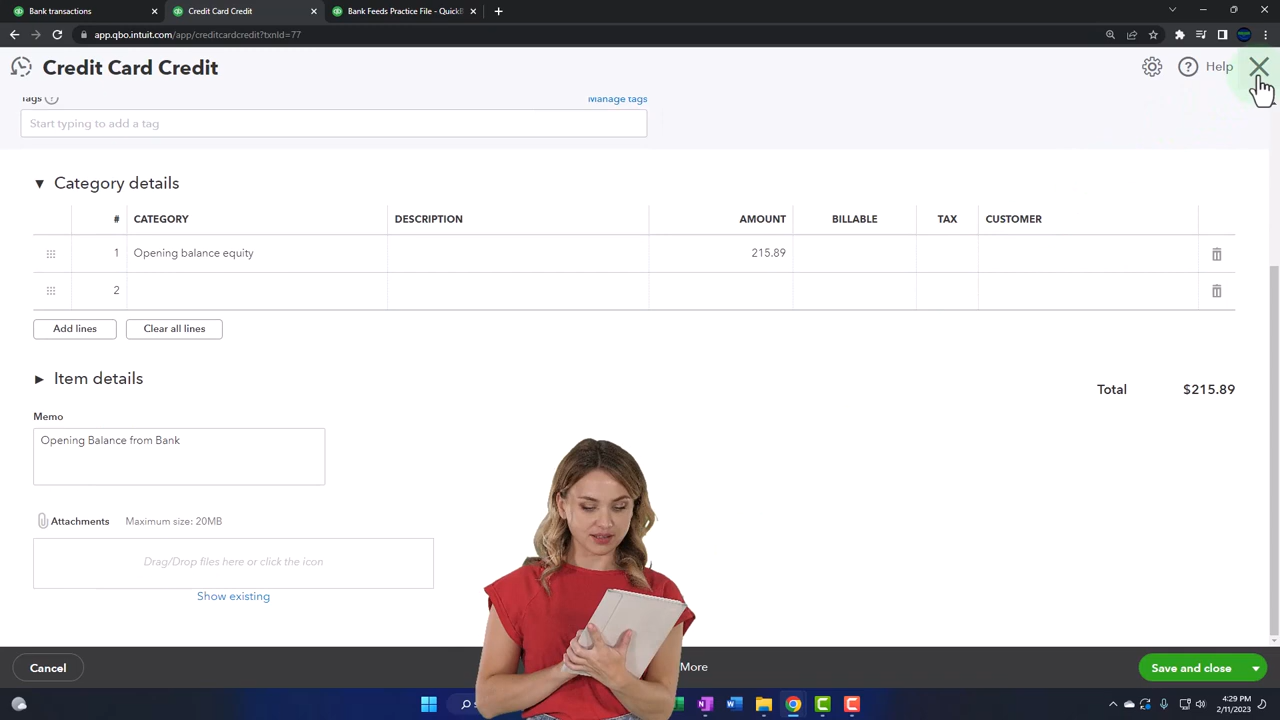 Bank transactions
Credit Card Credit
Bank Feeds Practice File - QuickB
app.qbo.intuit.com/app/creditcardcredit?txnId=77
Credit Card Credit
Help
Tags
Manage tags
Start typing to add a tag
Category details
# CATEGORY DESCRIPTION AMOUNT BILLABLE TAX CUSTOMER
1 Opening balance equity 215.89
2
Add lines
Clear all lines
Item details
Total $215.89
Memo
Opening Balance from Bank
Attachments Maximum size: 20MB
Drag/Drop files here or click the icon
Show existing
Cancel
More
Save and close
4:29 PM
2/11/2023